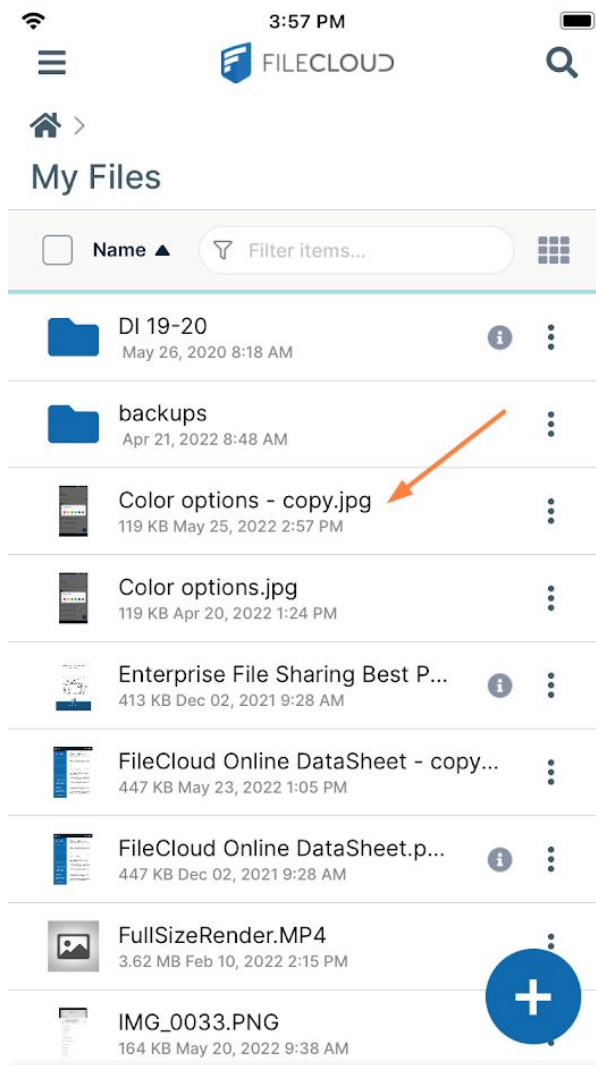 3:57 PM
FILECLOUD
My Files
Name ▲ Filter items...
DI 19-20
May 26, 2020 8:18 AM
backups
Apr 21, 2022 8:48 AM
Color options - copy.jpg
119 KB May 25, 2022 2:57 PM
Color options.jpg
119 KB Apr 20, 2022 1:24 PM
Enterprise File Sharing Best P...
413 KB Dec 02, 2021 9:28 AM
FileCloud Online DataSheet - copy...
447 KB May 23, 2022 1:05 PM
FileCloud Online DataSheet.p...
447 KB Dec 02, 2021 9:28 AM
FullSizeRender.MP4
3.62 MB Feb 10, 2022 2:15 PM
IMG_0033.PNG
164 KB May 20, 2022 9:38 AM